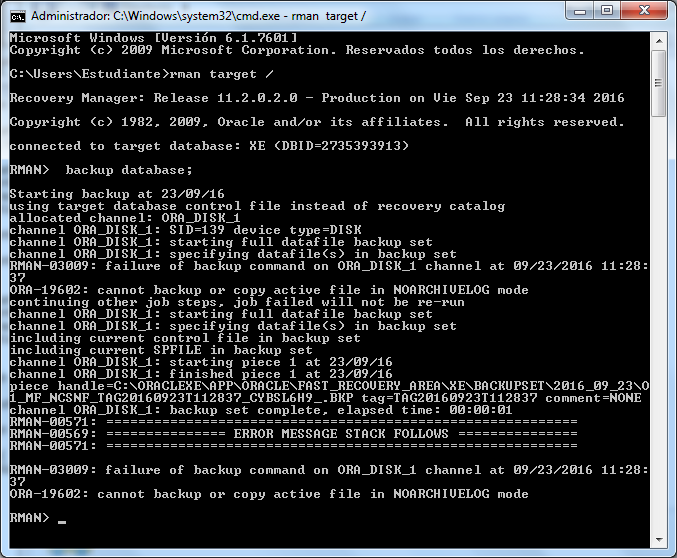 Administrador: C:\Windows\system32\cmd.exe - rman  target /
Microsoft Windows [Versión 6.1.7601]
Copyright (c) 2009 Microsoft Corporation. Reservados todos los derechos.
C:\Users\Estudiante>rman target /
Recovery Manager: Release 11.2.0.2.0 - Production on Vie Sep 23 11:28:34 2016
Copyright (c) 1982, 2009, Oracle and/or its affiliates.  All rights reserved.
connected to target database: XE (DBID=2735393913)
RMAN>  backup database;
Starting backup at 23/09/16
using target database control file instead of recovery catalog
allocated channel: ORA_DISK_1
channel ORA_DISK_1: SID=139 device type=DISK
channel ORA_DISK_1: starting full datafile backup set
channel ORA_DISK_1: specifying datafile(s) in backup set
RMAN-03009: failure of backup command on ORA_DISK_1 channel at 09/23/2016 11:28:
37
ORA-19602: cannot backup or copy active file in NOARCHIVELOG mode
continuing other job steps, job failed will not be re-run
channel ORA_DISK_1: starting full datafile backup set
channel ORA_DISK_1: specifying datafile(s) in backup set
including current control file in backup set
including current SPFILE in backup set
channel ORA_DISK_1: starting piece 1 at 23/09/16
channel ORA_DISK_1: finished piece 1 at 23/09/16
piece handle=C:\ORACLEXE\APP\ORACLE\FAST_RECOVERY_AREA\XE\BACKUPSET\2016_09_23\O
1_MF_NCSNF_TAG20160923T112837_CYBSL6H9_.BKP tag=TAG20160923T112837 comment=NONE
channel ORA_DISK_1: backup set complete, elapsed time: 00:00:01
RMAN-00571: ===========================================================
RMAN-00569: =============== ERROR MESSAGE STACK FOLLOWS ===============
RMAN-00571: ===========================================================
RMAN-03009: failure of backup command on ORA_DISK_1 channel at 09/23/2016 11:28:
37
ORA-19602: cannot backup or copy active file in NOARCHIVELOG mode
RMAN> _